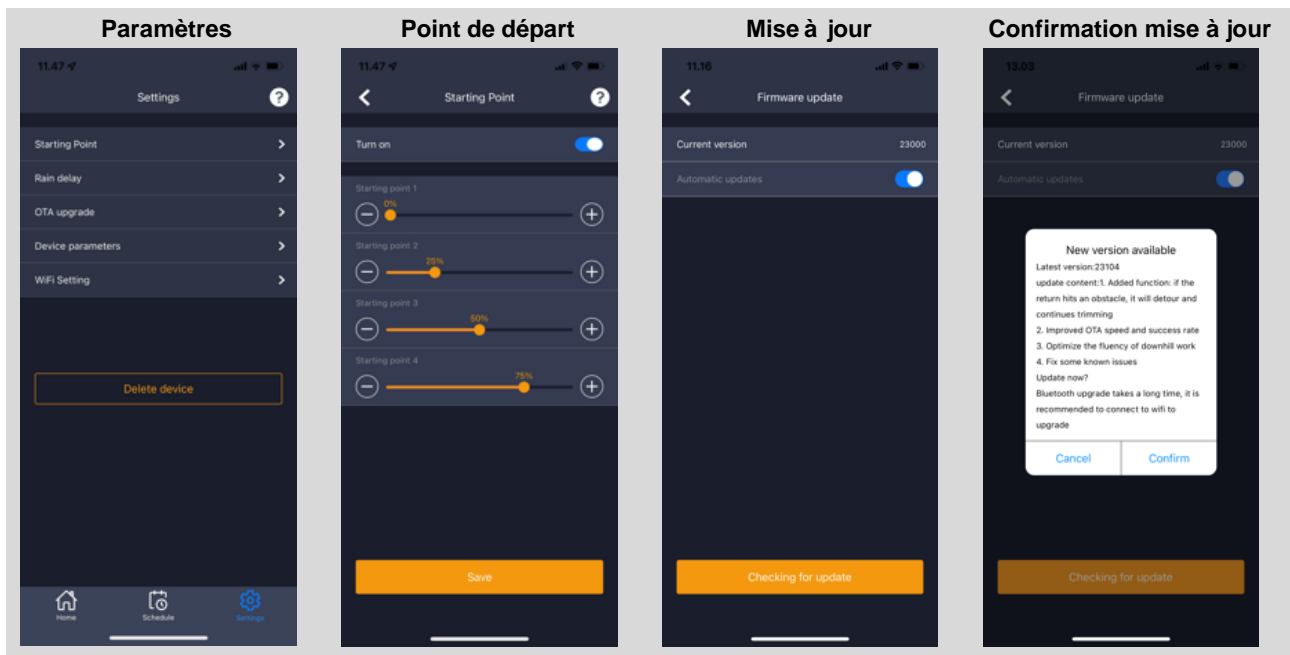 Paramètres
11.47
Settings
?
Starting Point
Rain delay
OTA upgrade
Device parameters
WiFi Setting
Delete device
Home
Schedule
Settings
Point de départ
11.47
Starting Point
?
Turn on
Starting point 1
0%
Starting point 2
25%
Starting point 3
50%
Starting point 4
75%
Save
Mise à jour
11.16
Firmware update
Current version 23000
Automatic updates
Checking for update
Confirmation mise à jour
13.03
Firmware update
Current version 23000
Automatic updates
New version available
Latest version:23104
update content:1. Added function: if the
return hits an obstacle, it will detour and
continues trimming
2. Improved OTA speed and success rate
3. Optimize the fluency of downhill work
4. Fix some known issues
Update now?
Bluetooth upgrade takes a long time, it is
recommended to connect to wifi to
upgrade
Cancel Confirm
Checking for update